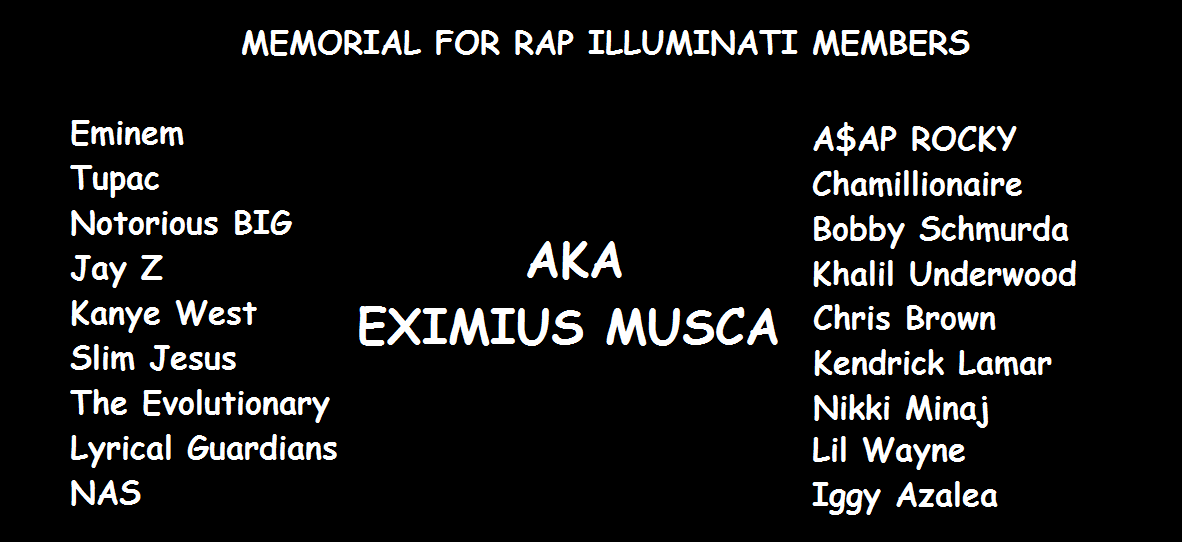 MEMORIAL FOR RAP ILLUMINATI MEMBERS
Eminem
Tupac
Notorious BIG
Jay Z
Kanye West
Slim Jesus
The Evolutionary
Lyrical Guardians
NAS
AKA
EXIMIUS MUSCA
A$AP ROCKY
Chamillionaire
Bobby Schmurda
Khalil Underwood
Chris Brown
Kendrick Lamar
Nikki Minaj
Lil Wayne
Iggy Azalea